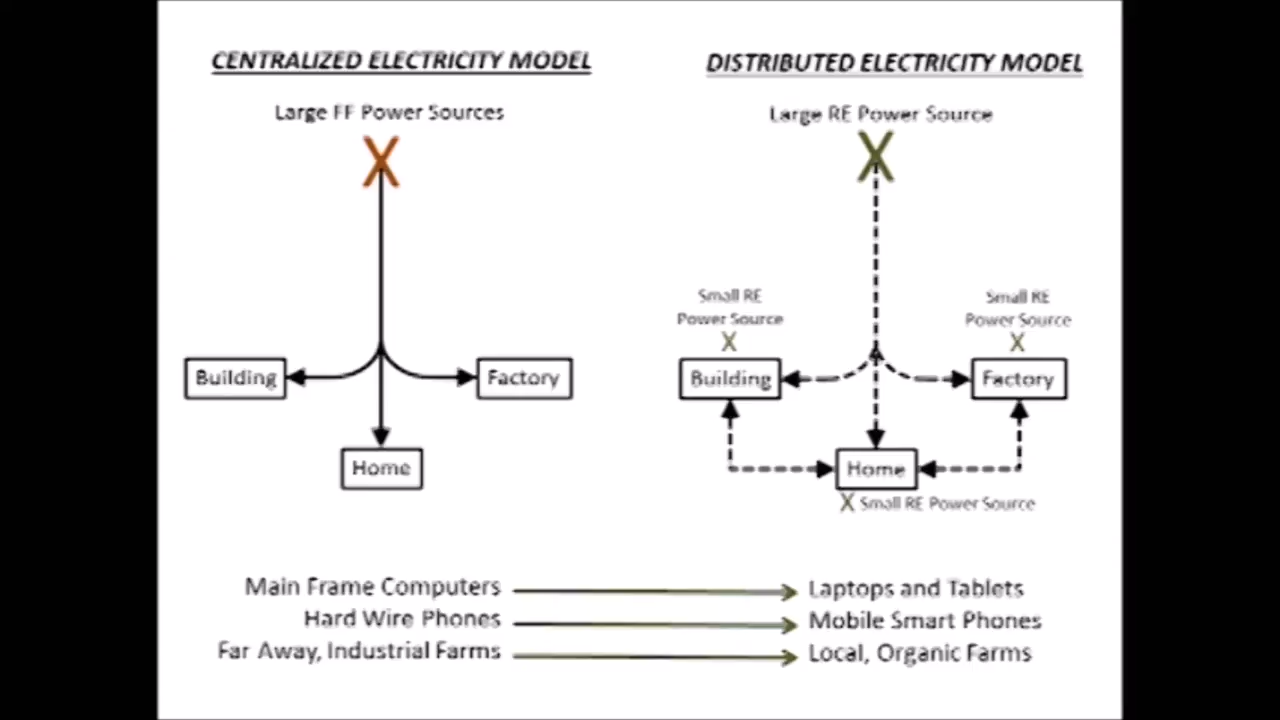 CENTRALIZED ELECTRICITY MODEL
Large FF Power Sources
X
Building
Factory
Home
DISTRIBUTED ELECTRICITY MODEL
Large RE Power Source
X
Small RE
Power Source
X
Small RE
Power Source
X
Building
Factory
Home
X Small RE Power Source
Main Frame Computers
Laptops and Tablets
Hard Wire Phones
Mobile Smart Phones
Far Away, Industrial Farms
Local, Organic Farms